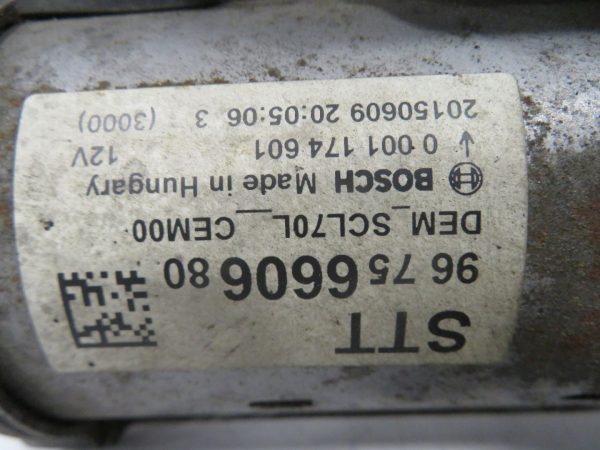 STT
96 75 6606 80
DEM_SCL70L__CEM00
BOSCH Made in Hungary
↑ 0 001 174 601 12V
20150609 20:05:06 3 (3000)